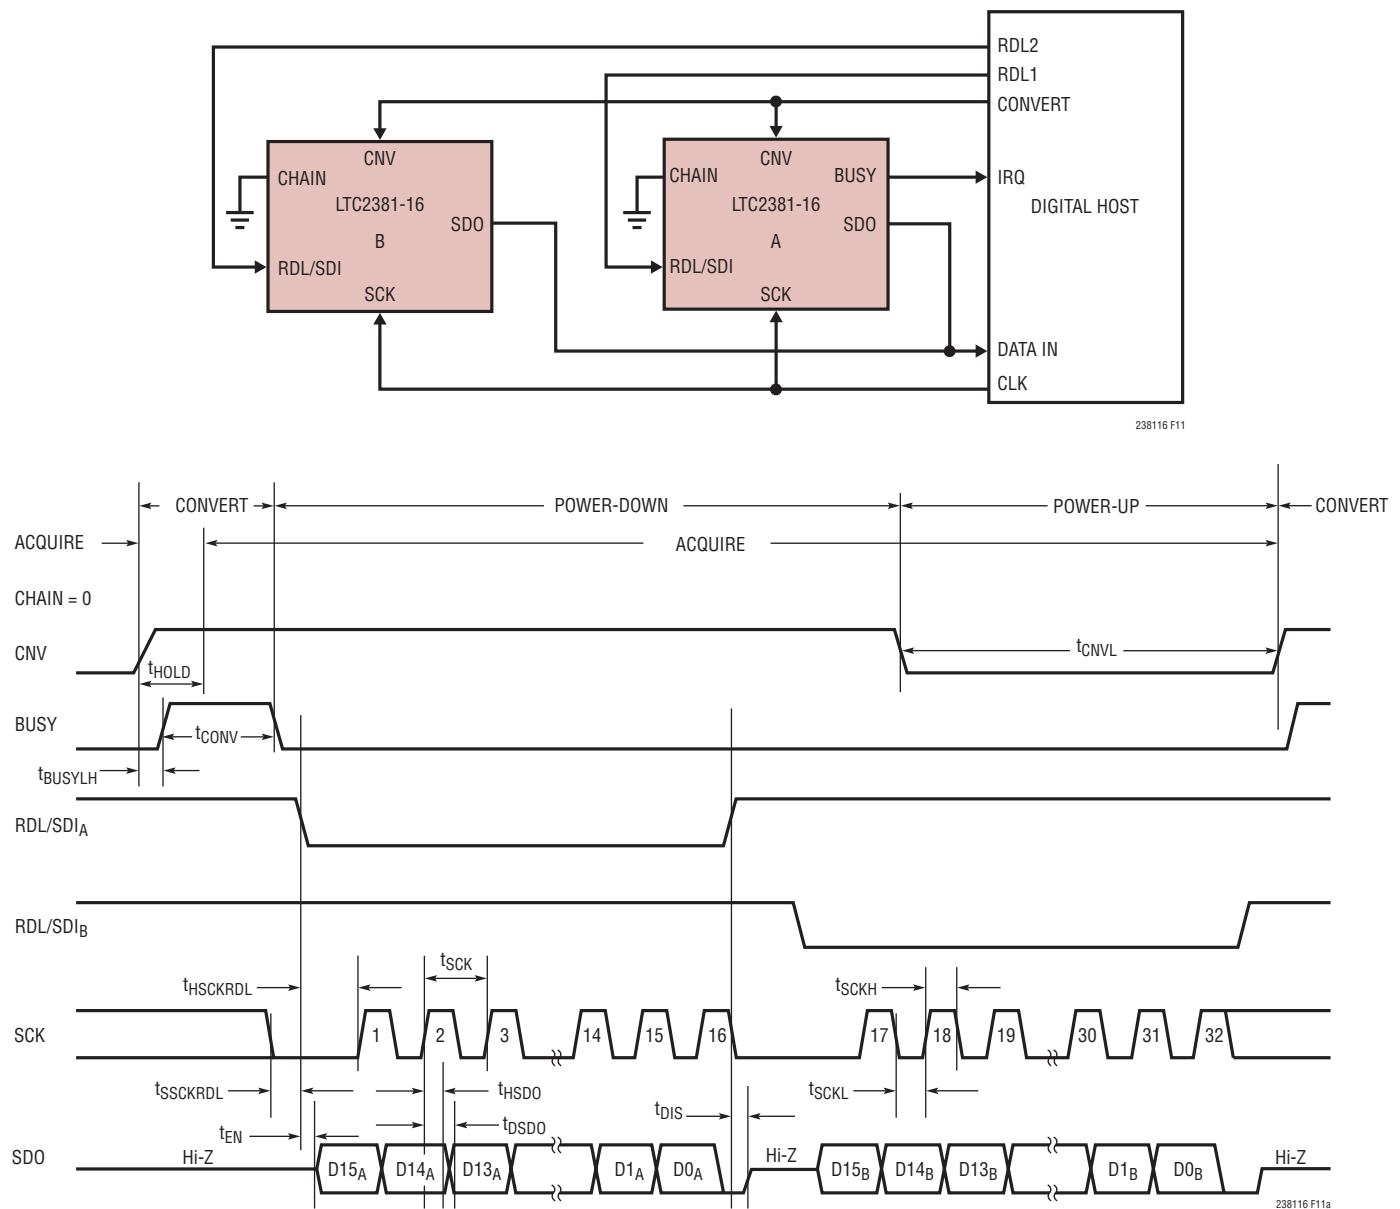 RDL2
RDL1
CONVERT
CNV
CNV
CHAIN
CHAIN
BUSY
IRQ
LTC2381-16
LTC2381-16
DIGITAL HOST
SDO
SDO
B
A
RDL/SDI
RDL/SDI
SCK
SCK
DATA IN
CLK
238116 F11
CONVERT
POWER-DOWN
POWER-UP
CONVERT
ACQUIRE
ACQUIRE
CHAIN = 0
CNV
tHOLD
tCNVL
BUSY
tCONV
tBUSYLH
RDL/SDIA
RDL/SDIB
tHSCKRDL
tSCK
tSCKH
SCK
1
2
3
14
15
16
17
18
19
30
31
32
tSSCKRDL
tHSDO
tSCKL
tEN
tDSDO
tDIS
SDO
Hi-Z
D15A
D14A
D13A
D1A
D0A
Hi-Z
D15B
D14B
D13B
D1B
D0B
Hi-Z
238116 F11a